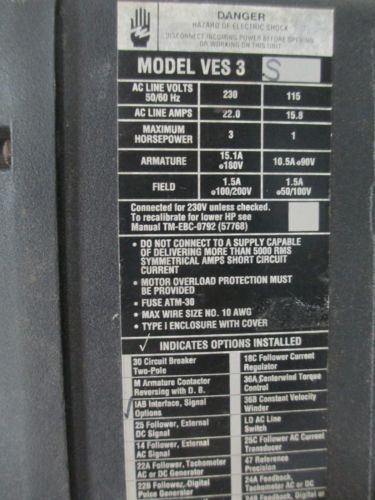 DANGER
HAZARD OF ELECTRIC SHOCK
DISCONNECT INCOMING POWER BEFORE OPENING
OR WORKING ON THIS UNIT
MODEL VES 3 S
AC LINE VOLTS 50/60 Hz 230 115
AC LINE AMPS 22.0 15.8
MAXIMUM HORSEPOWER 3 1
ARMATURE 15.1A @180V 10.5A @90V
FIELD 1.5A @100/200V 1.5A @50/100V
Connected for 230V unless checked.
To recalibrate for lower HP see
Manual TM-EBC-0792 (57768)
• DO NOT CONNECT TO A SUPPLY CAPABLE
OF DELIVERING MORE THAN 5000 RMS
SYMMETRICAL AMPS SHORT CIRCUIT
CURRENT
• MOTOR OVERLOAD PROTECTION MUST
BE PROVIDED
• FUSE ATM-30
• MAX WIRE SIZE NO. 10 AWG
• TYPE I ENCLOSURE WITH COVER
✓ INDICATES OPTIONS INSTALLED
30 Circuit Breaker
Two-Pole
M Armature Contactor
Reversing with D. B.
IAB Interface, Signal
Options
25 Follower, External
DC Signal
14 Follower, External
AC Signal
22A Follower, Tachometer
AC or DC Generator
22B Follower, Digital
Pulse Generator
18C Follower Current
Regulator
36A Centerwind Torque
Control
36B Constant Velocity
Winder
LD AC Line
Switch
25C Follower AC Current
Transducer
47 Reference
Precision
24A Feedback,
Tachometer AC or DC
24B Feedback, Digital